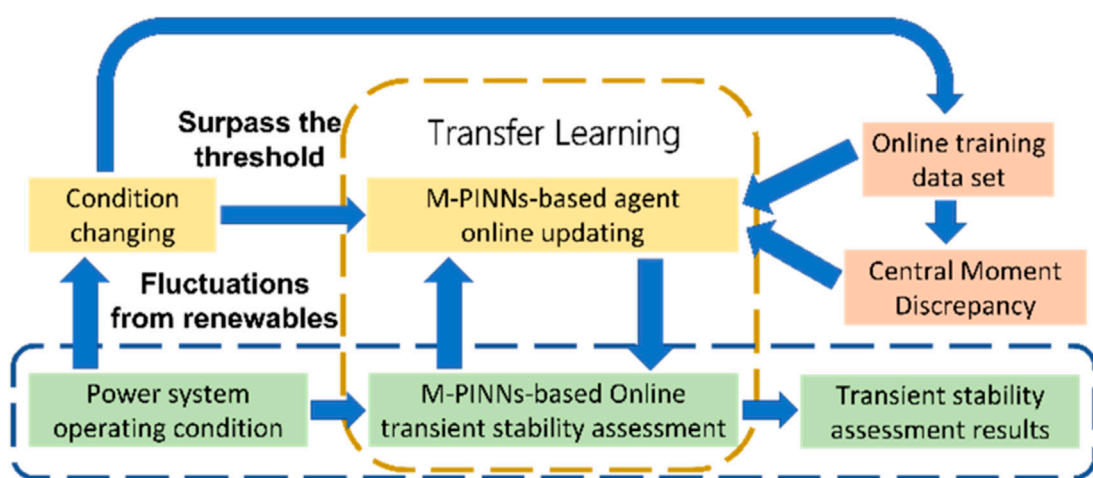 Surpass the
threshold
Transfer Learning
Online training
data set
Condition
changing
M-PINNs-based agent
online updating
Central Moment
Discrepancy
Fluctuations
from renewables
Power system
operating condition
M-PINNs-based Online
transient stability assessment
Transient stability
assessment results